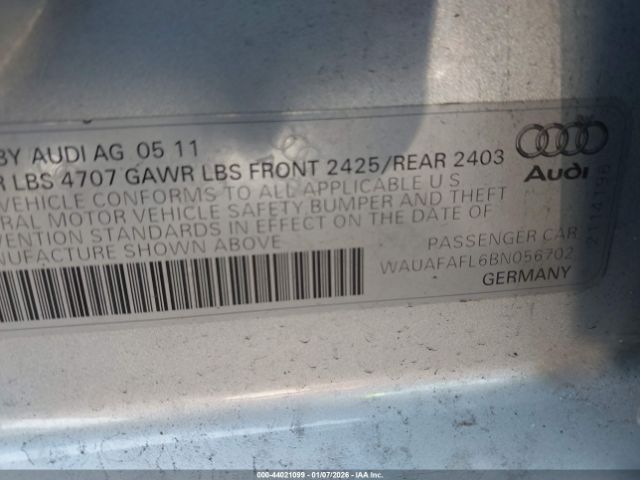 BY AUDI AG 05 11
R LBS 4707 GAWR LBS FRONT 2425/REAR 2403
VEHICLE CONFORMS TO ALL APPLICABLE U S
ERAL MOTOR VEHICLE SAFETY BUMPER AND THEFT
VENTION STANDARDS IN EFFECT ON THE DATE OF
NUFACTURE SHOWN ABOVE
Audi
21141198
PASSENGER CAR
WAUAFAFL6BN056702
GERMANY
000-44021099 - 01/07/2026 - © IAA Inc.